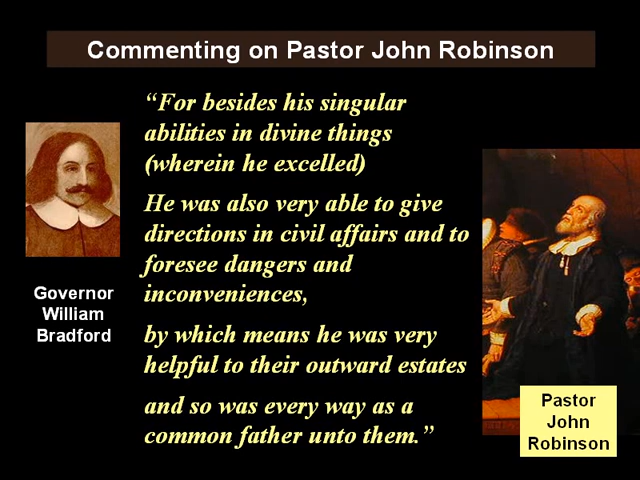 Commenting on Pastor John Robinson
“For besides his singular
abilities in divine things
(wherein he excelled)
He was also very able to give
directions in civil affairs and to
foresee dangers and
inconveniences,
by which means he was very
helpful to their outward estates
and so was every way as a
common father unto them.”
Governor
William
Bradford
Pastor
John
Robinson